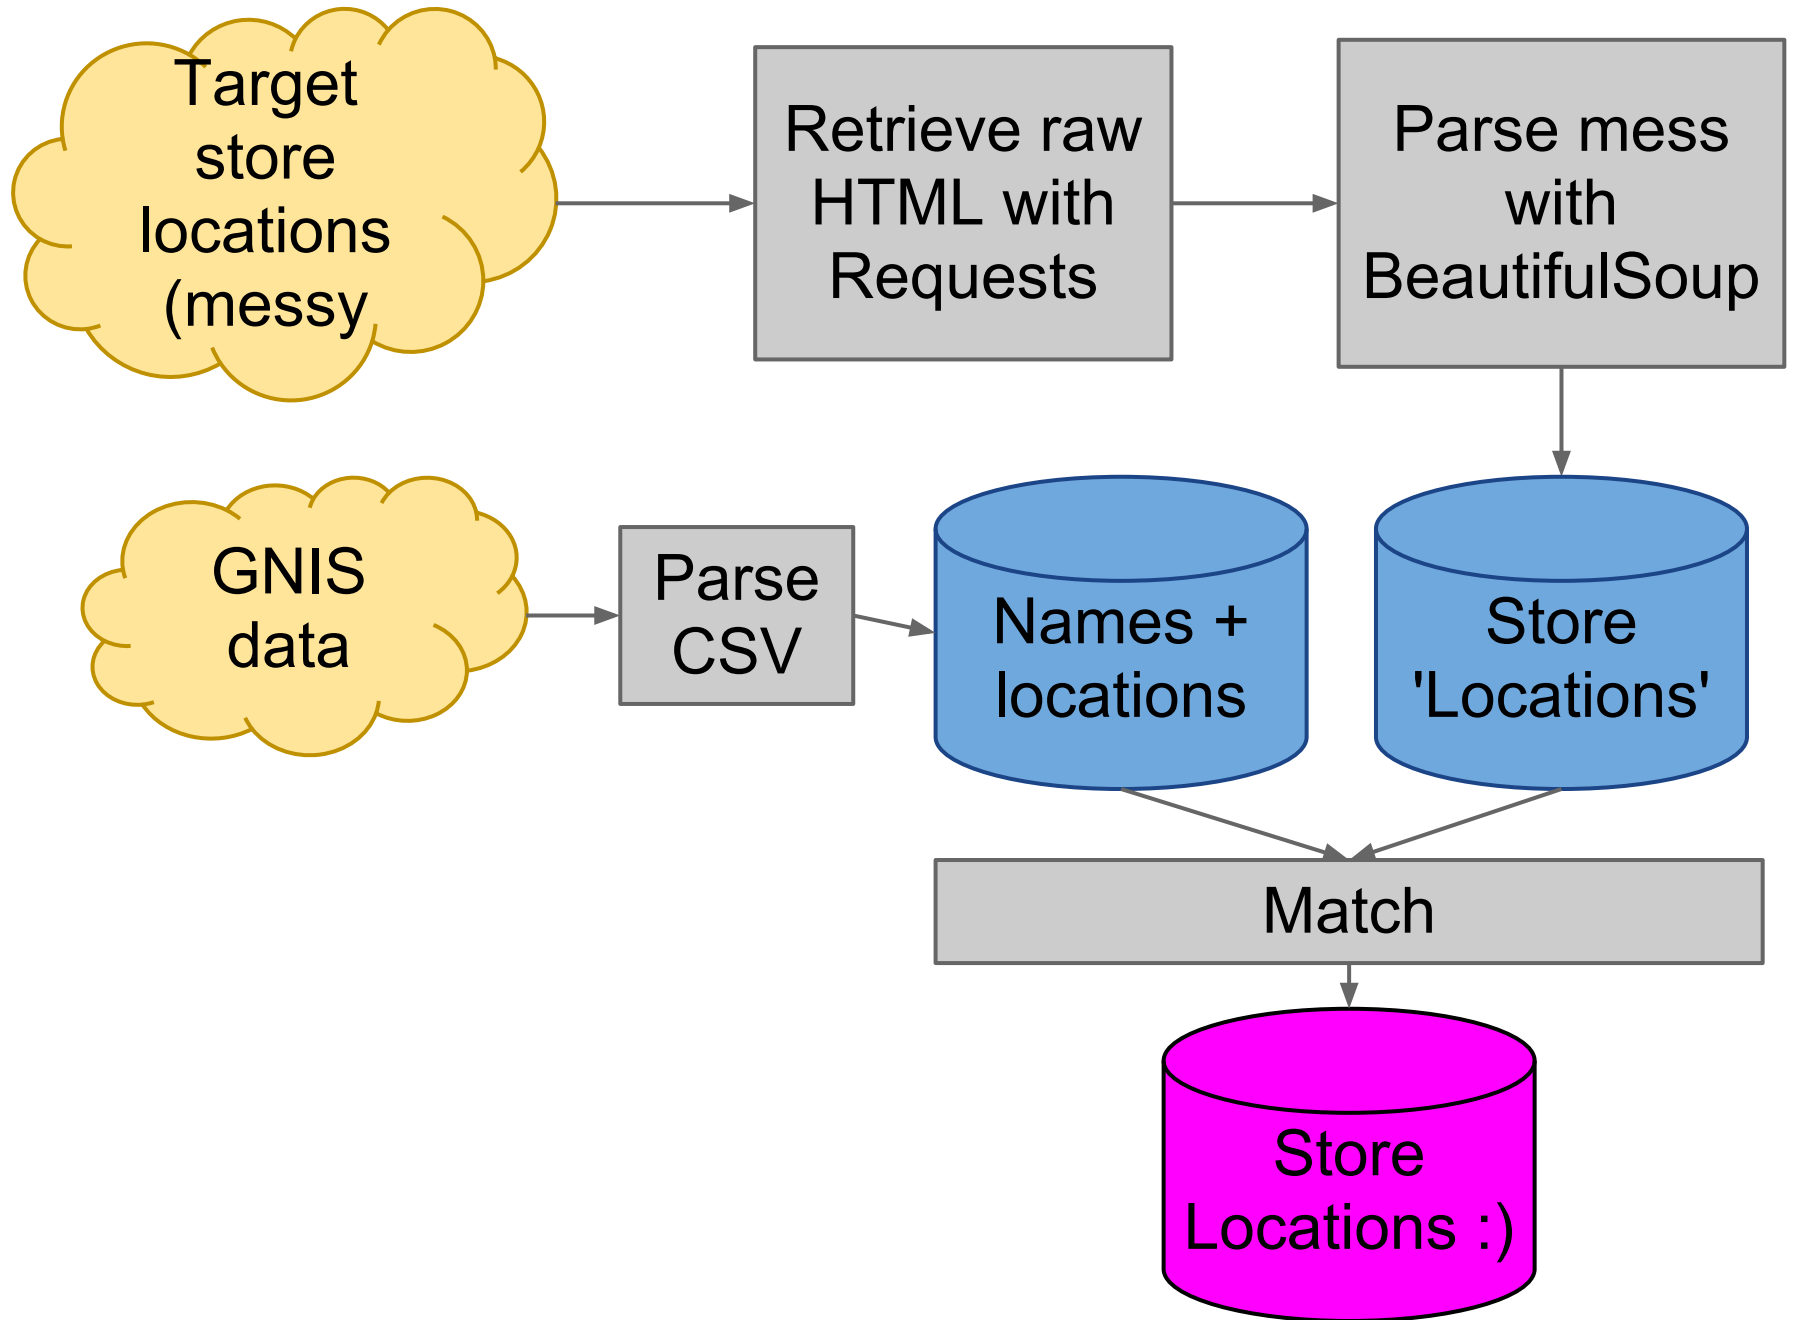 Target
store
locations
(messy
Retrieve raw
HTML with
Requests
Parse mess
with
BeautifulSoup
GNIS
data
Parse
CSV
Names +
locations
Store
'Locations'
Match
Store
Locations :)